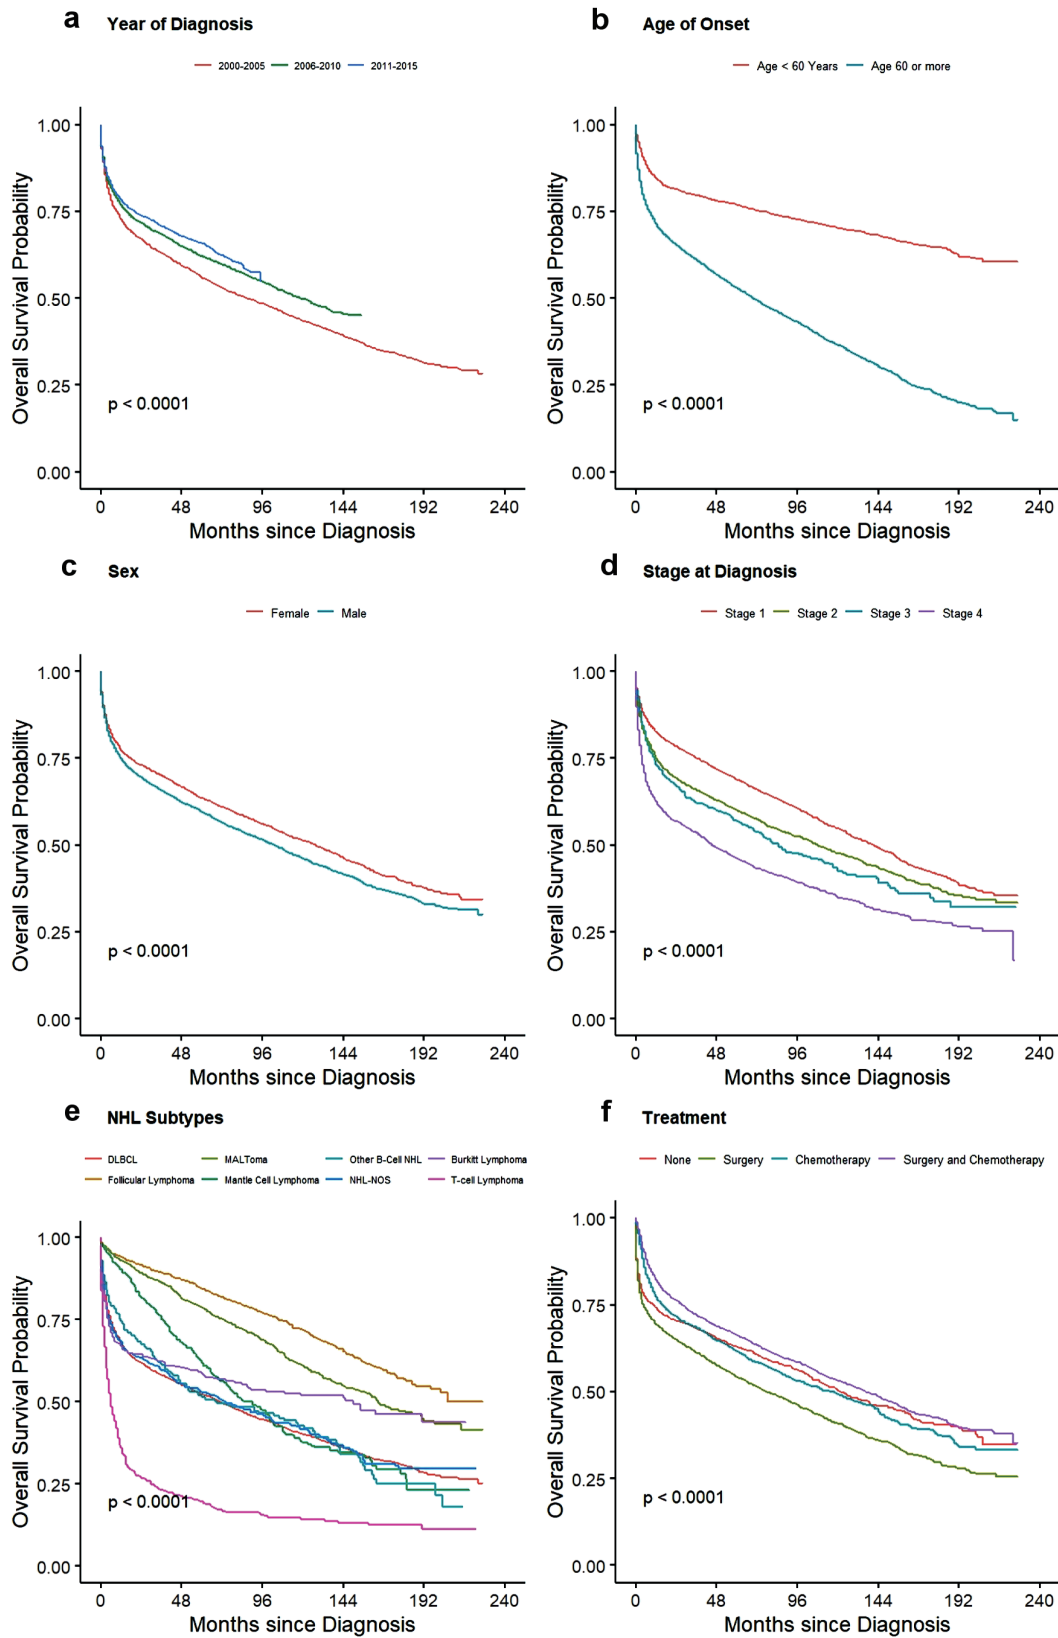 a Year of Diagnosis
2000-2005 2006-2010 2011-2015
Overall Survival Probability
1.00
0.75
0.50
0.25
0.00
p < 0.0001
0 48 96 144 192 240
Months since Diagnosis
b Age of Onset
Age < 60 Years Age 60 or more
Overall Survival Probability
1.00
0.75
0.50
0.25
0.00
p < 0.0001
0 48 96 144 192 240
Months since Diagnosis
c Sex
Female Male
Overall Survival Probability
1.00
0.75
0.50
0.25
0.00
p < 0.0001
0 48 96 144 192 240
Months since Diagnosis
d Stage at Diagnosis
Stage 1 Stage 2 Stage 3 Stage 4
Overall Survival Probability
1.00
0.75
0.50
0.25
0.00
p < 0.0001
0 48 96 144 192 240
Months since Diagnosis
e NHL Subtypes
DLBCL MALToma Other B-Cell NHL Burkitt Lymphoma
Follicular Lymphoma Mantle Cell Lymphoma NHL-NOS T-cell Lymphoma
Overall Survival Probability
1.00
0.75
0.50
0.25
0.00
p < 0.0001
0 48 96 144 192 240
Months since Diagnosis
f Treatment
None Surgery Chemotherapy Surgery and Chemotherapy
Overall Survival Probability
1.00
0.75
0.50
0.25
0.00
p < 0.0001
0 48 96 144 192 240
Months since Diagnosis